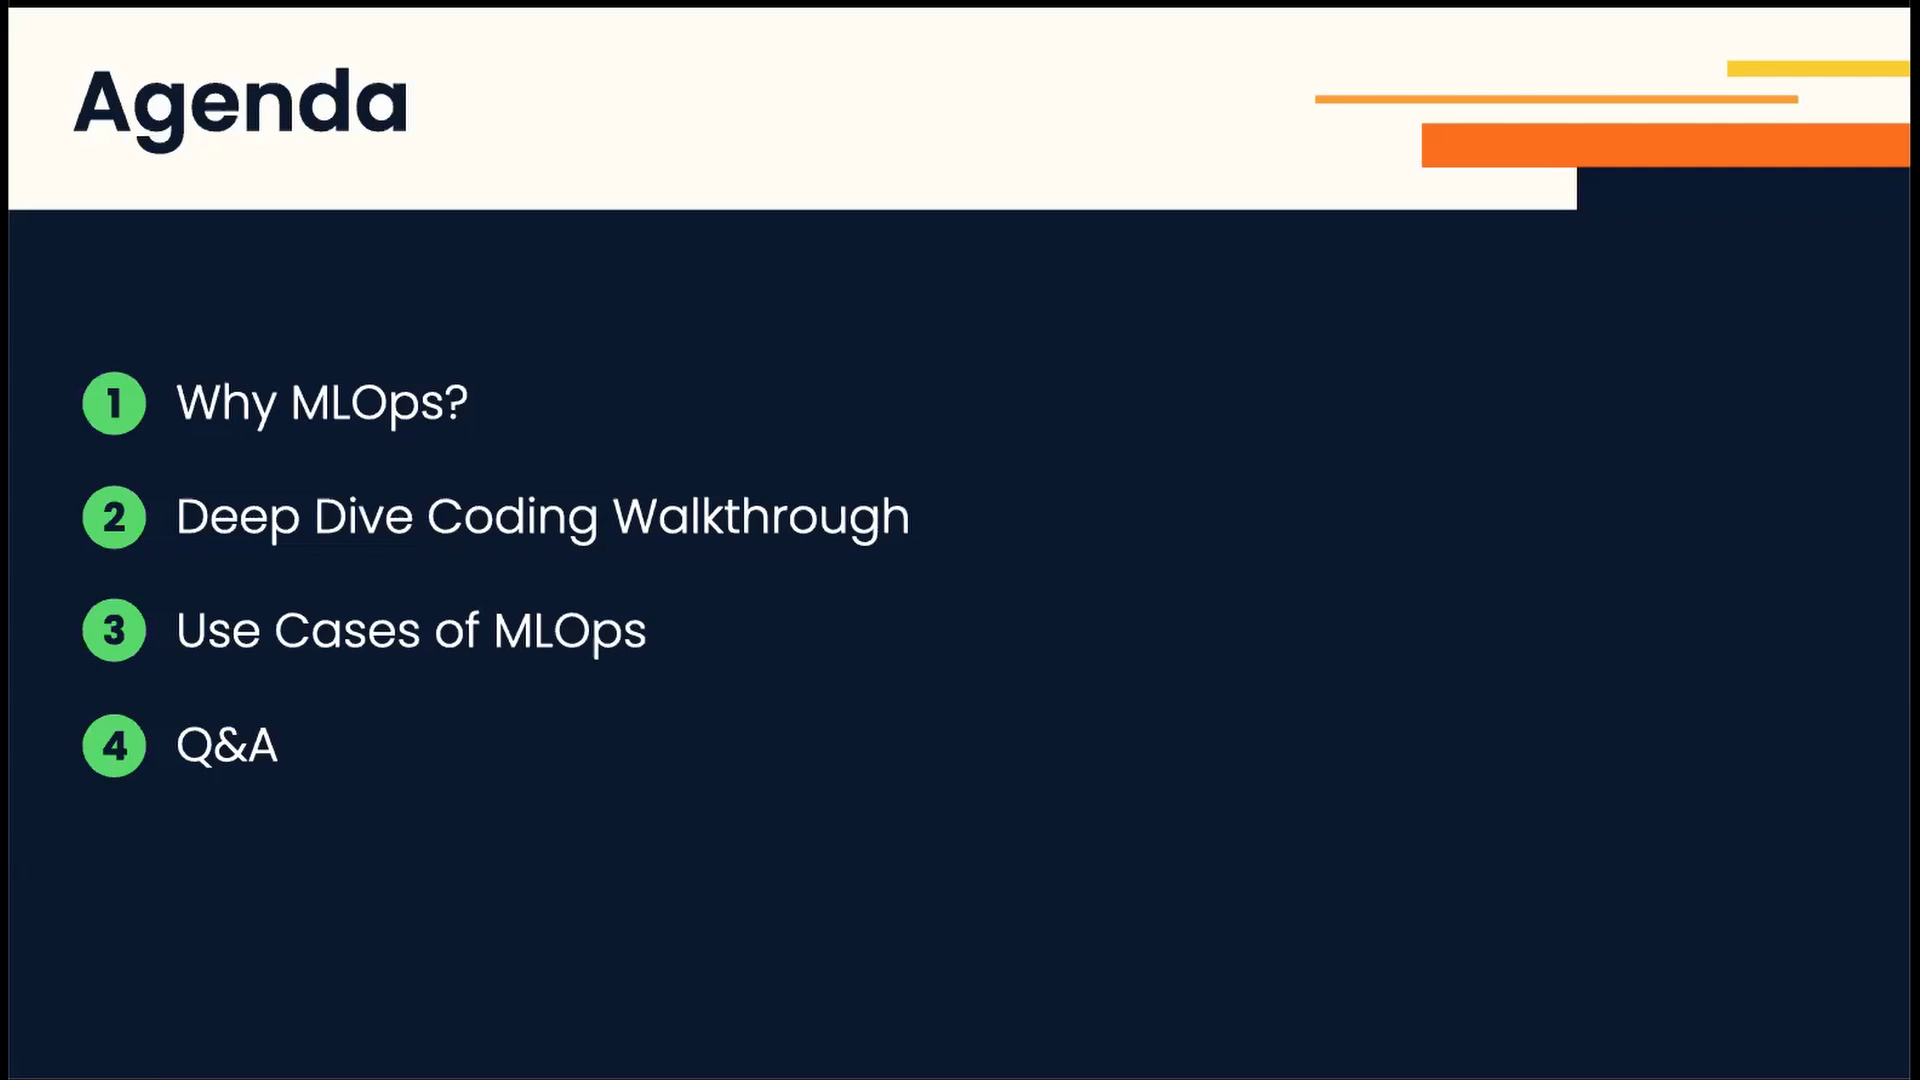 Agenda
1 Why MLOps?
2 Deep Dive Coding Walkthrough
3 Use Cases of MLOps
4 Q&A